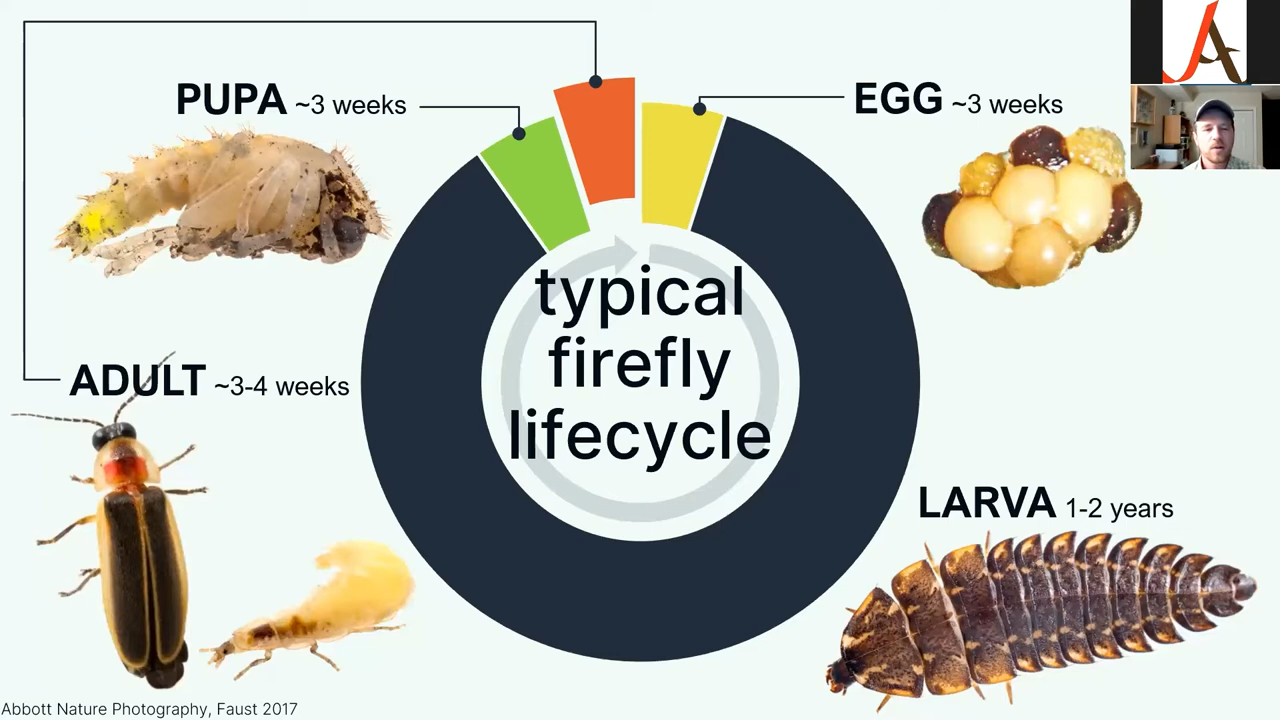 PUPA ~3 weeks
EGG ~3 weeks
typical
firefly
lifecycle
ADULT ~3-4 weeks
LARVA 1-2 years
Abbott Nature Photography, Faust 2017